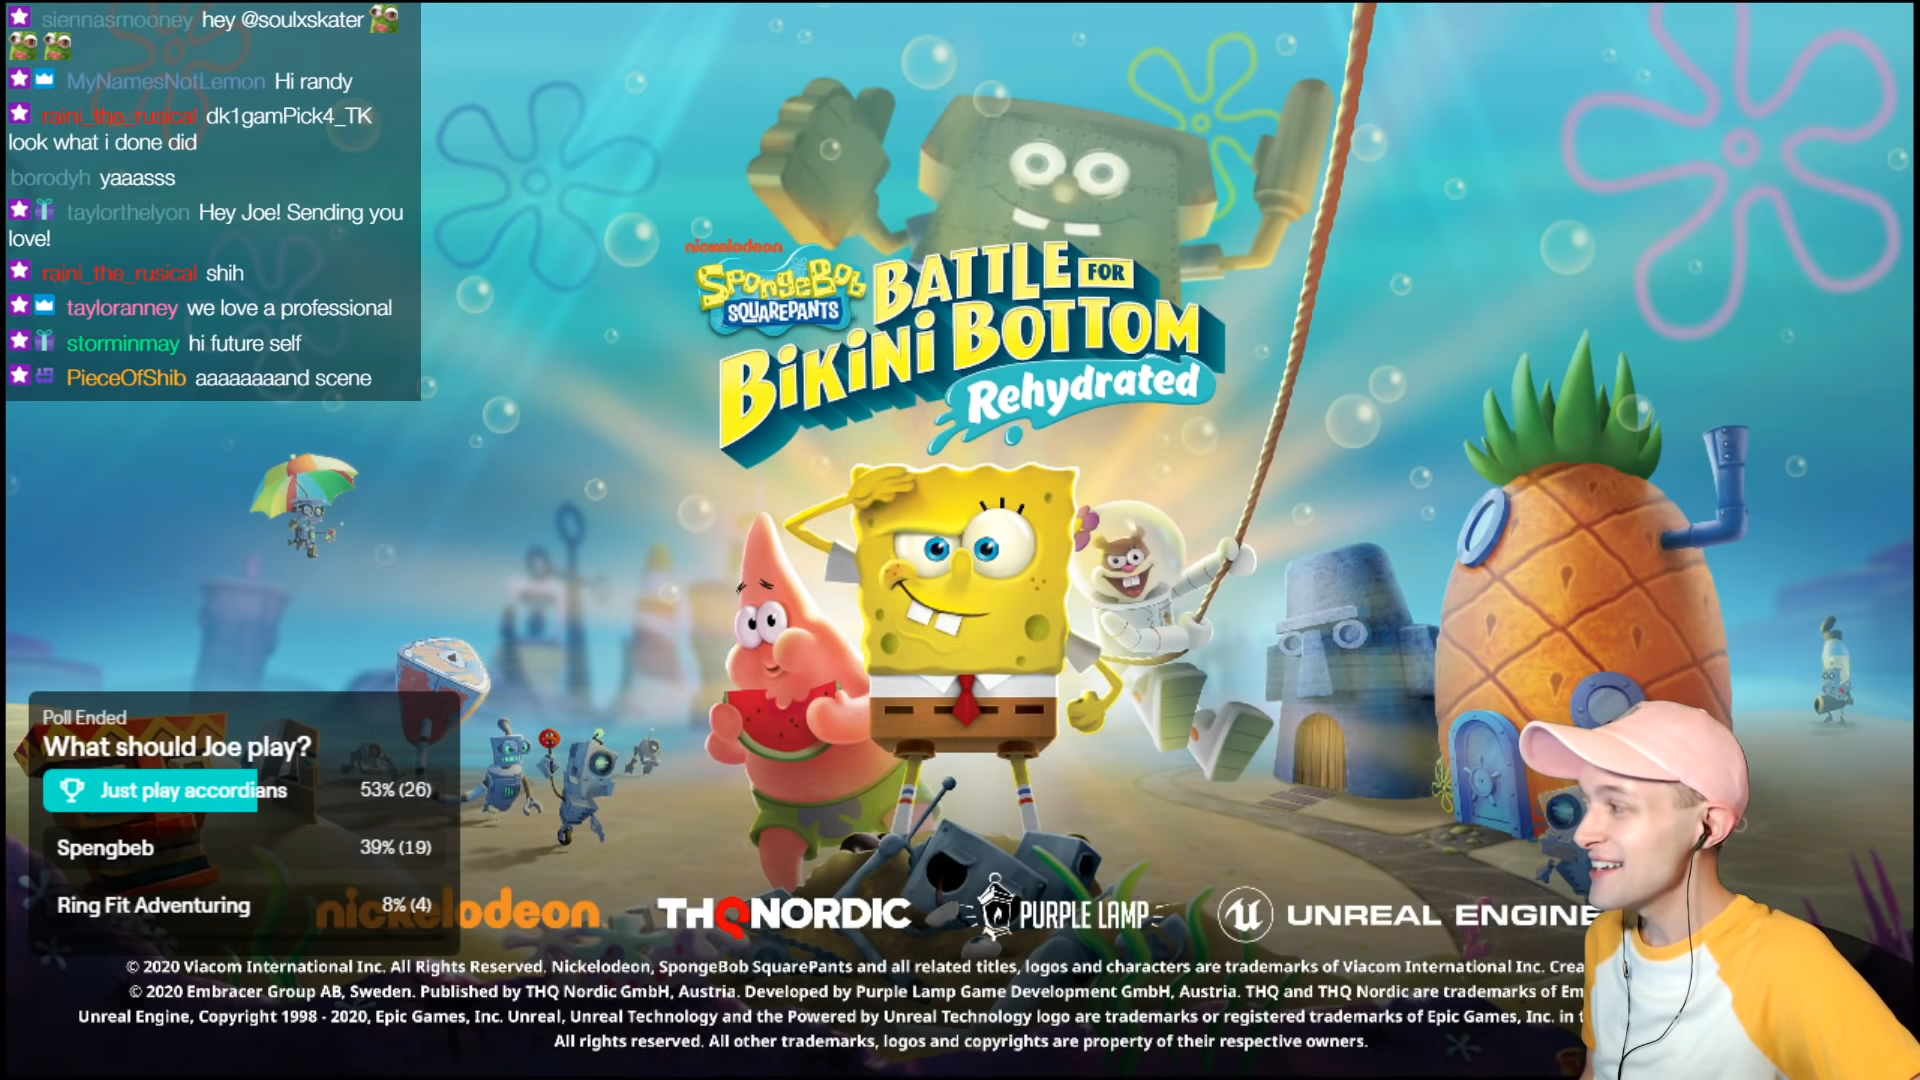 siennasmooney hey @soulxskater
MyNamesNotLemon Hi randy
raini_the_rusical dk1gamPick4_TK
look what i done did
borodyh yaaasss
taylorthelyon Hey Joe! Sending you
love!
raini_the_rusical shih
tayloranney we love a professional
storminmay hi future self
PieceOfShib aaaaaaaand scene
nickelodeon
SpongeBob
SQUAREPANTS
BATTLE FOR
BIKINI BOTTOM
Rehydrated
Poll Ended
What should Joe play?
Just play accordians 53% (26)
Spengbeb 39% (19)
Ring Fit Adventuring 8% (4)
nickelodeon THQ NORDIC PURPLE LAMP UNREAL ENGINE
© 2020 Viacom International Inc. All Rights Reserved. Nickelodeon, SpongeBob SquarePants and all related titles, logos and characters are trademarks of Viacom International Inc. Crea
© 2020 Embracer Group AB, Sweden. Published by THQ Nordic GmbH, Austria. Developed by Purple Lamp Game Development GmbH, Austria. THQ and THQ Nordic are trademarks of Em
Unreal Engine, Copyright 1998 - 2020, Epic Games, Inc. Unreal, Unreal Technology and the Powered by Unreal Technology logo are trademarks or registered trademarks of Epic Games, Inc. in t
All rights reserved. All other trademarks, logos and copyrights are property of their respective owners.